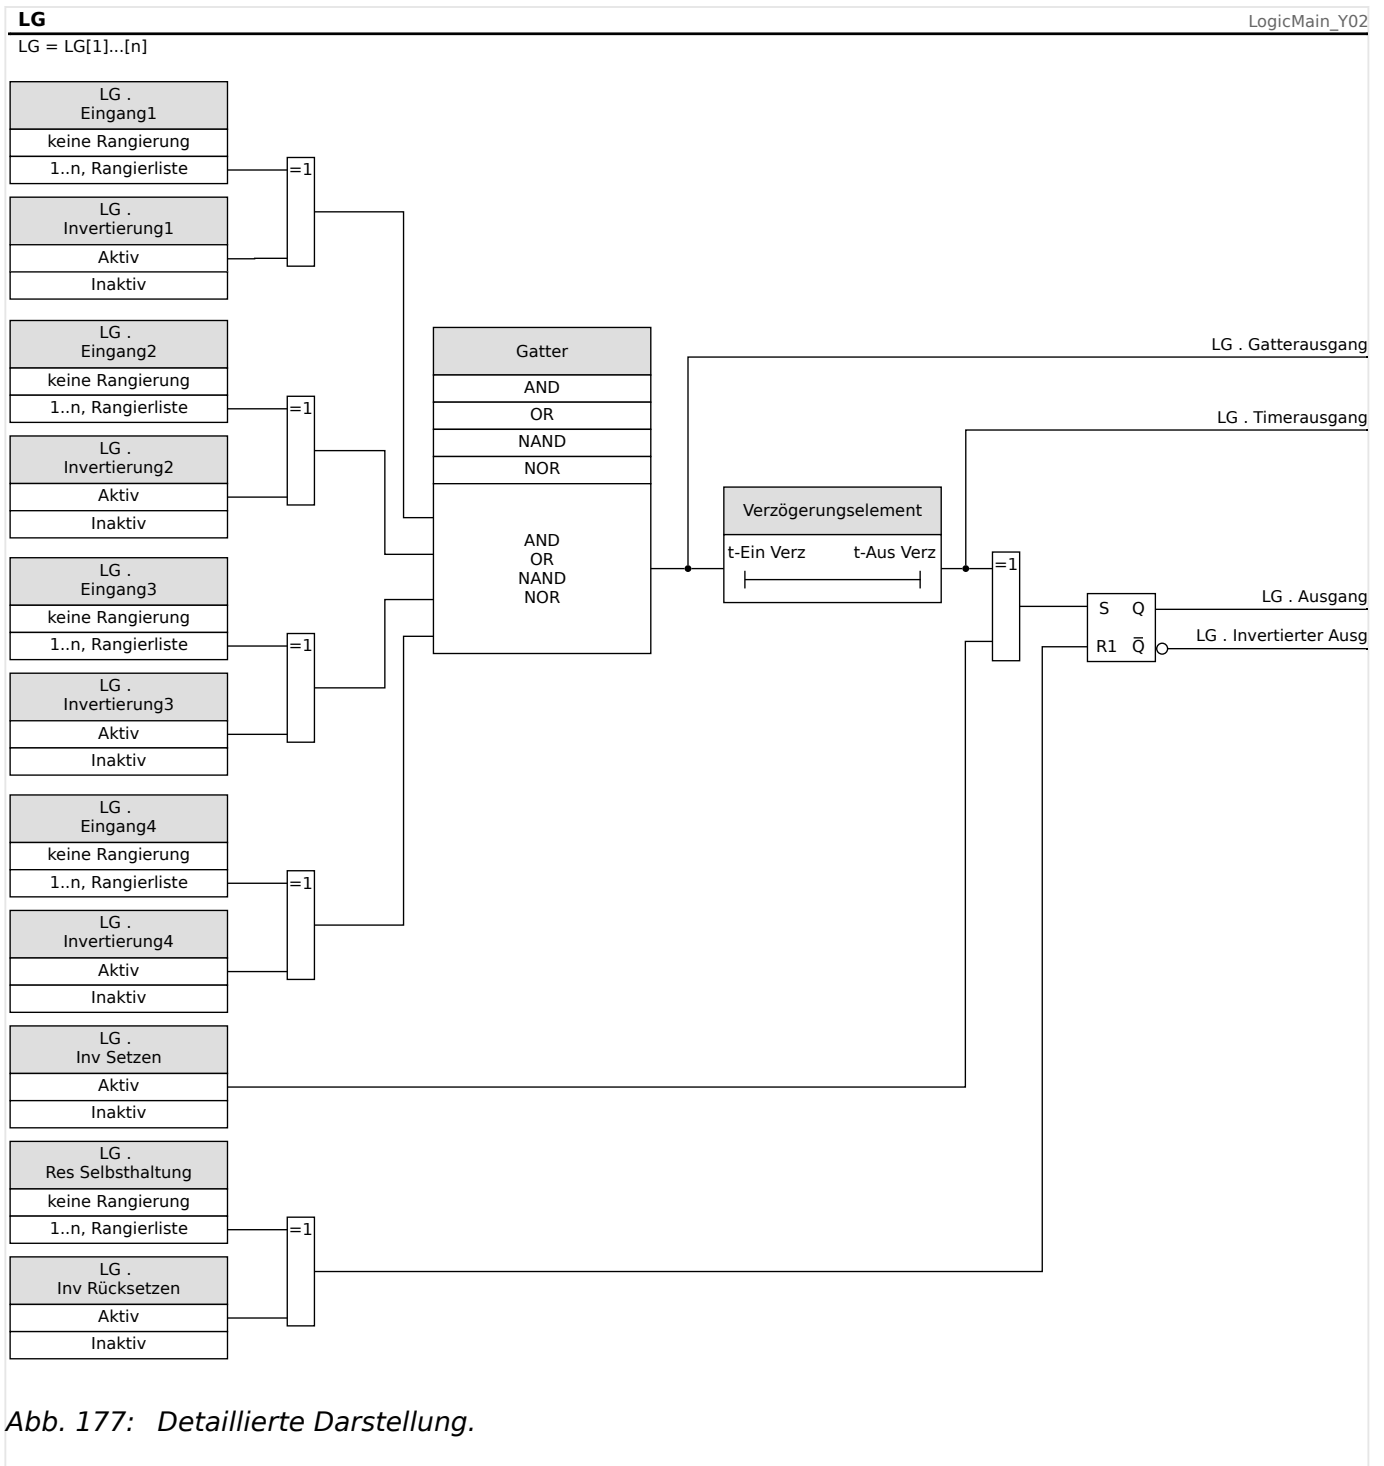 LG
LogicMain_Y02
LG = LG[1]...[n]
LG .
Eingang1
keine Rangierung
1..n, Rangierliste
=1
LG .
Invertierung1
Aktiv
Inaktiv
LG .
Eingang2
keine Rangierung
1..n, Rangierliste
=1
LG .
Invertierung2
Aktiv
Inaktiv
LG .
Eingang3
keine Rangierung
1..n, Rangierliste
=1
LG .
Invertierung3
Aktiv
Inaktiv
LG .
Eingang4
keine Rangierung
1..n, Rangierliste
=1
LG .
Invertierung4
Aktiv
Inaktiv
LG .
Inv Setzen
Aktiv
Inaktiv
LG .
Res Selbsthaltung
keine Rangierung
1..n, Rangierliste
=1
LG .
Inv Rücksetzen
Aktiv
Inaktiv
Gatter
AND
OR
NAND
NOR
AND
OR
NAND
NOR
Verzögerungselement
t-Ein Verz t-Aus Verz
=1
S Q
R1 Q̅
LG . Gatterausgang
LG . Timerausgang
LG . Ausgang
LG . Invertierter Ausg
Abb. 177: Detaillierte Darstellung.